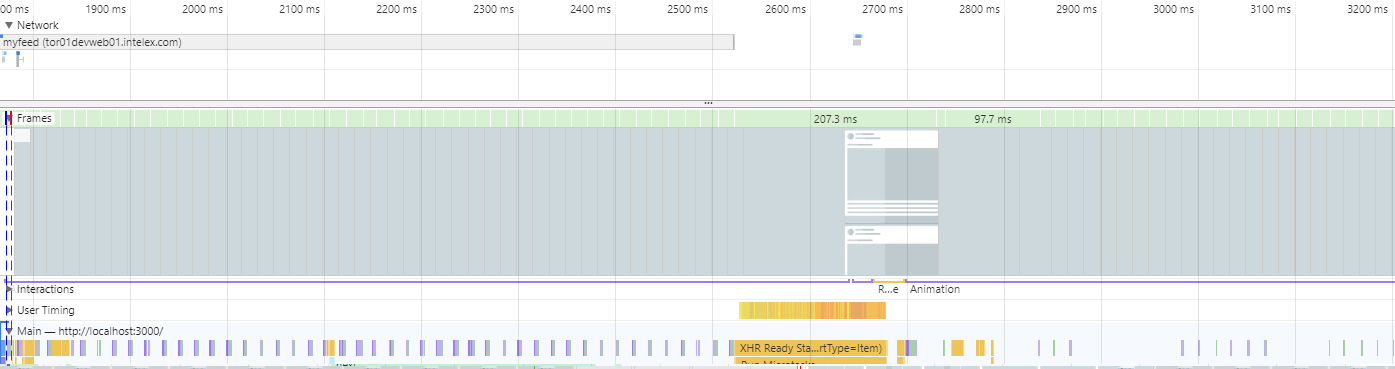 00 ms 1900 ms 2000 ms 2100 ms 2200 ms 2300 ms 2400 ms 2500 ms 2600 ms 2700 ms 2800 ms 2900 ms 3000 ms 3100 ms 3200 ms
Network
myfeed (tor01devweb01.intelex.com)
...
Frames 207.3 ms 97.7 ms
Interactions R...e Animation
User Timing
Main — http://localhost:3000/
XHR Ready Sta...rtType=Item)